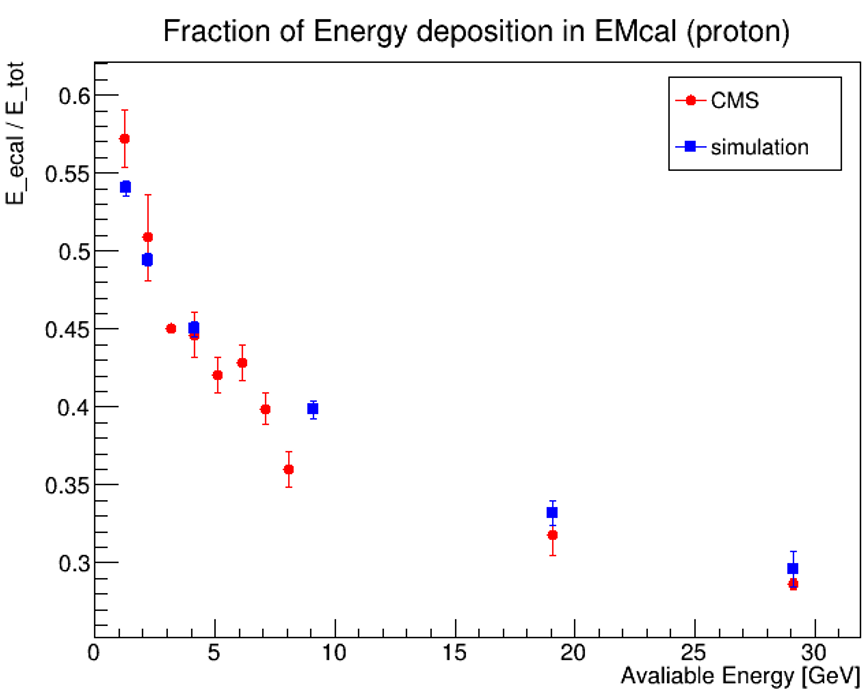 Fraction of Energy deposition in EMcal (proton)
E_ecal / E_tot
CMS
simulation
0.6
0.55
0.5
0.45
0.4
0.35
0.3
0 5 10 15 20 25 30
Avaliable Energy [GeV]